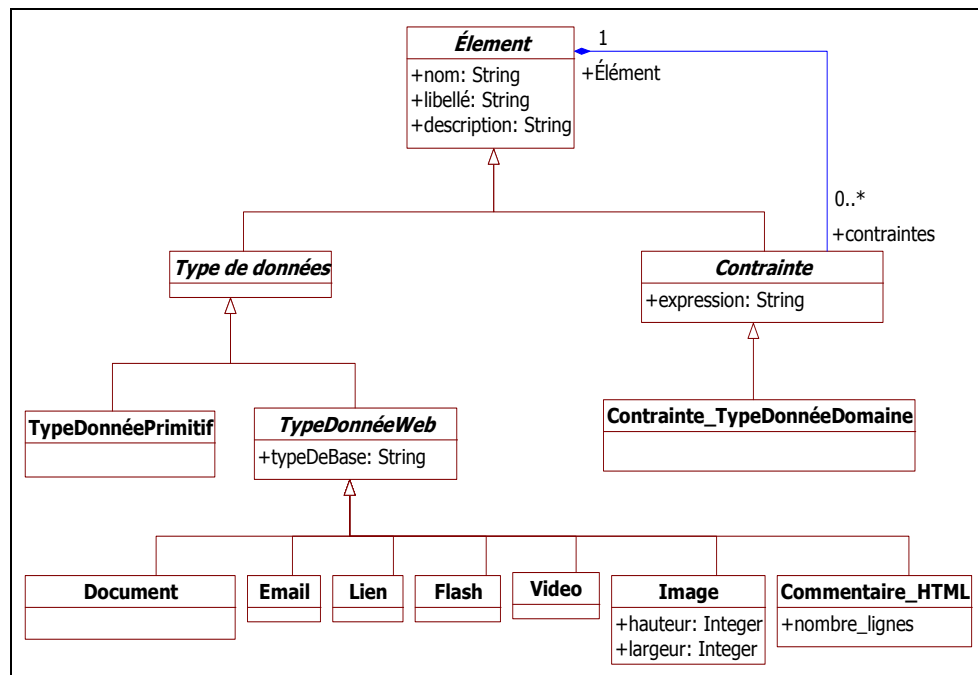 Élement
1
+nom: String
+Élément
+libellé: String
+description: String
0..*
+contraintes
Type de données
Contrainte
+expression: String
TypeDonnéePrimitif
TypeDonnéeWeb
Contrainte_TypeDonnéeDomaine
+typeDeBase: String
Document
Email
Lien
Flash
Video
Image
Commentaire_HTML
+hauteur: Integer
+nombre_lignes
+largeur: Integer